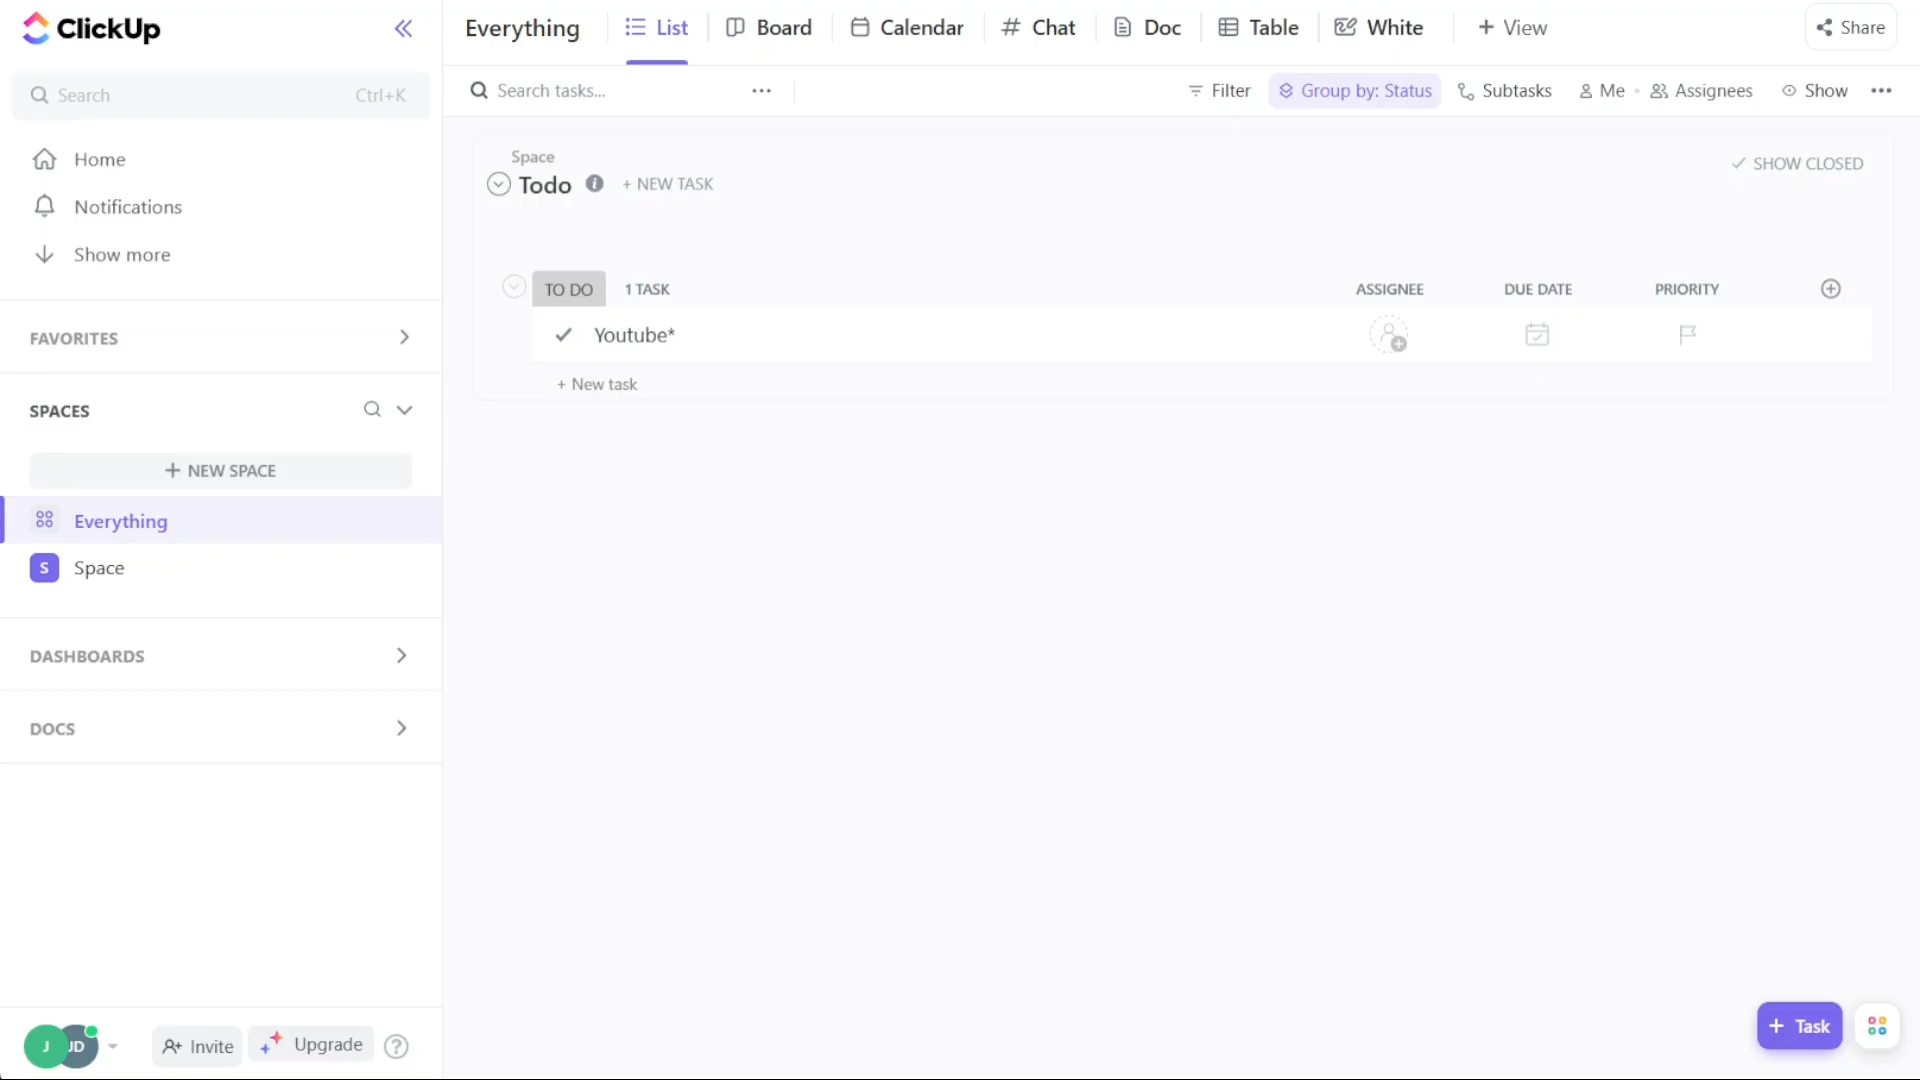 ClickUp
Everything
List
Board
Calendar
Chat
Doc
Table
White
+ View
Share
Search
Ctrl+K
Search tasks...
Filter
Group by: Status
Subtasks
Me
Assignees
Show
Home
Notifications
Show more
Space
Todo
+ NEW TASK
SHOW CLOSED
TO DO
1 TASK
ASSIGNEE
DUE DATE
PRIORITY
Youtube*
+ New task
FAVORITES
SPACES
+ NEW SPACE
Everything
S
Space
DASHBOARDS
DOCS
J
JD
Invite
Upgrade
?
+ Task